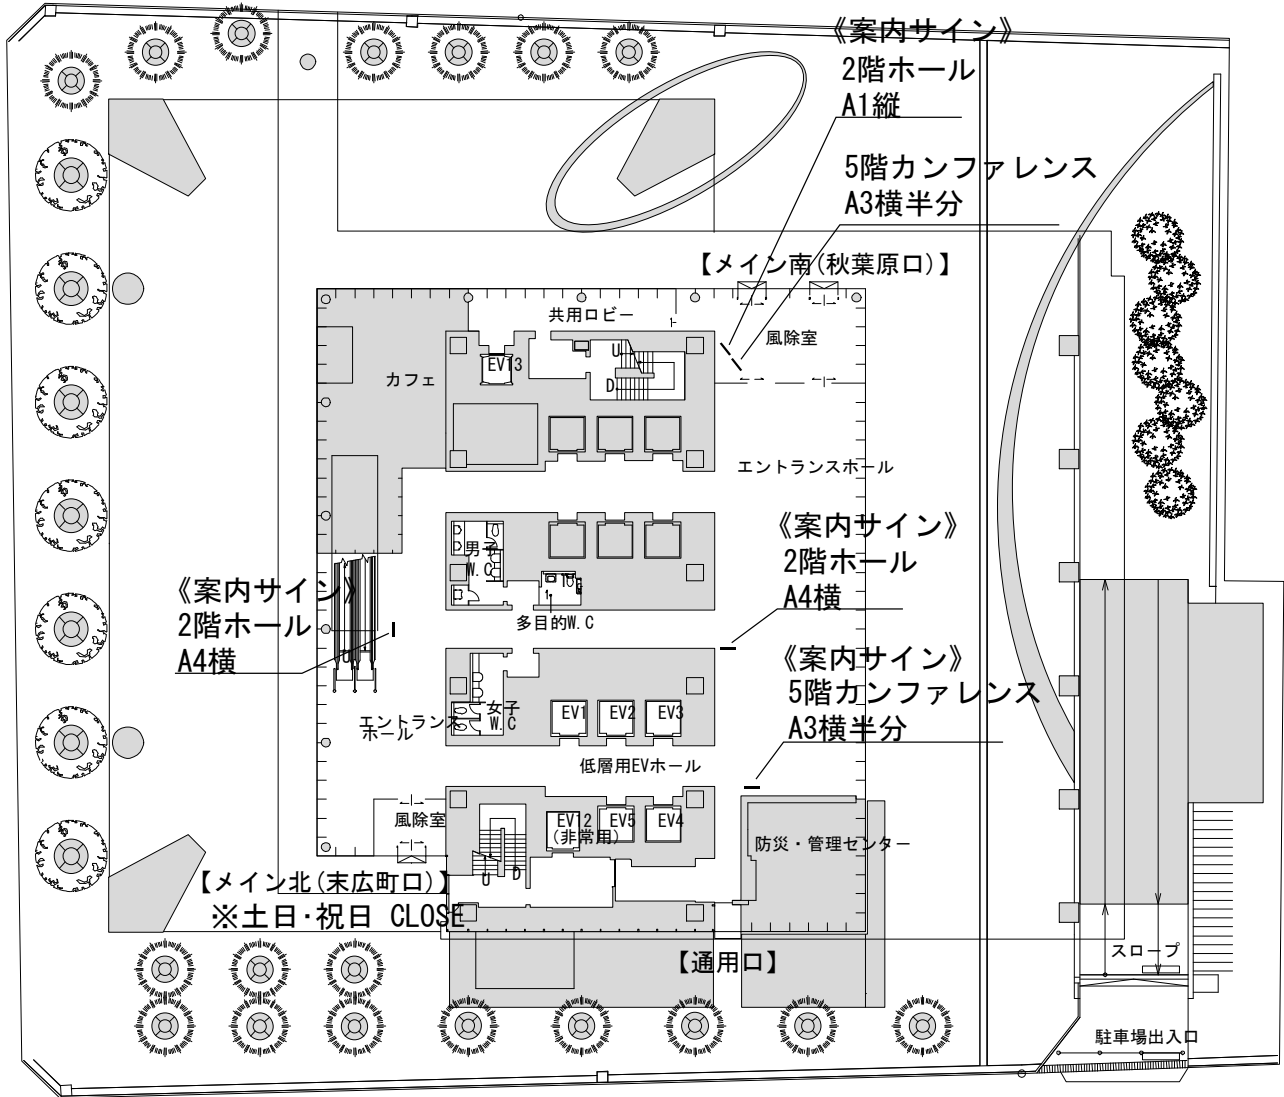 《案内サイン》
2階ホール
A1縦
5階カンファレンス
A3横半分
【メイン南(秋葉原口)】
共用ロビー
風除室
U
EV13
カフェ
D
エントランスホール
《案内サイン》
2階ホール
A4横
男子
W.C
多目的W.C
《案内サイン》
2階ホール
A4横
《案内サイン》
5階カンファレンス
A3横半分
女子
W.C
EV1
EV2
EV3
エントランス
ホール
低層用EVホール
風除室
EV12
(非常用)
EV5
EV4
防災・管理センター
U
D
【メイン北(末広町口)】
※土日・祝日 CLOSE
【通用口】
スロープ
駐車場出入口